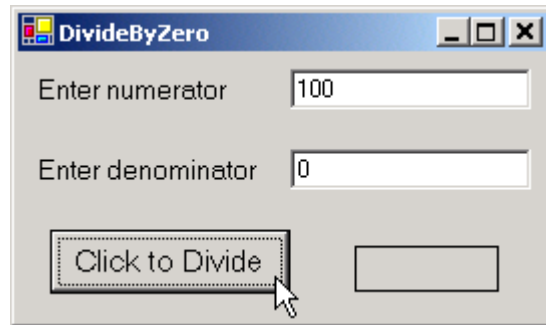 DivideByZero
Enter numerator 100
Enter denominator 0
Click to Divide